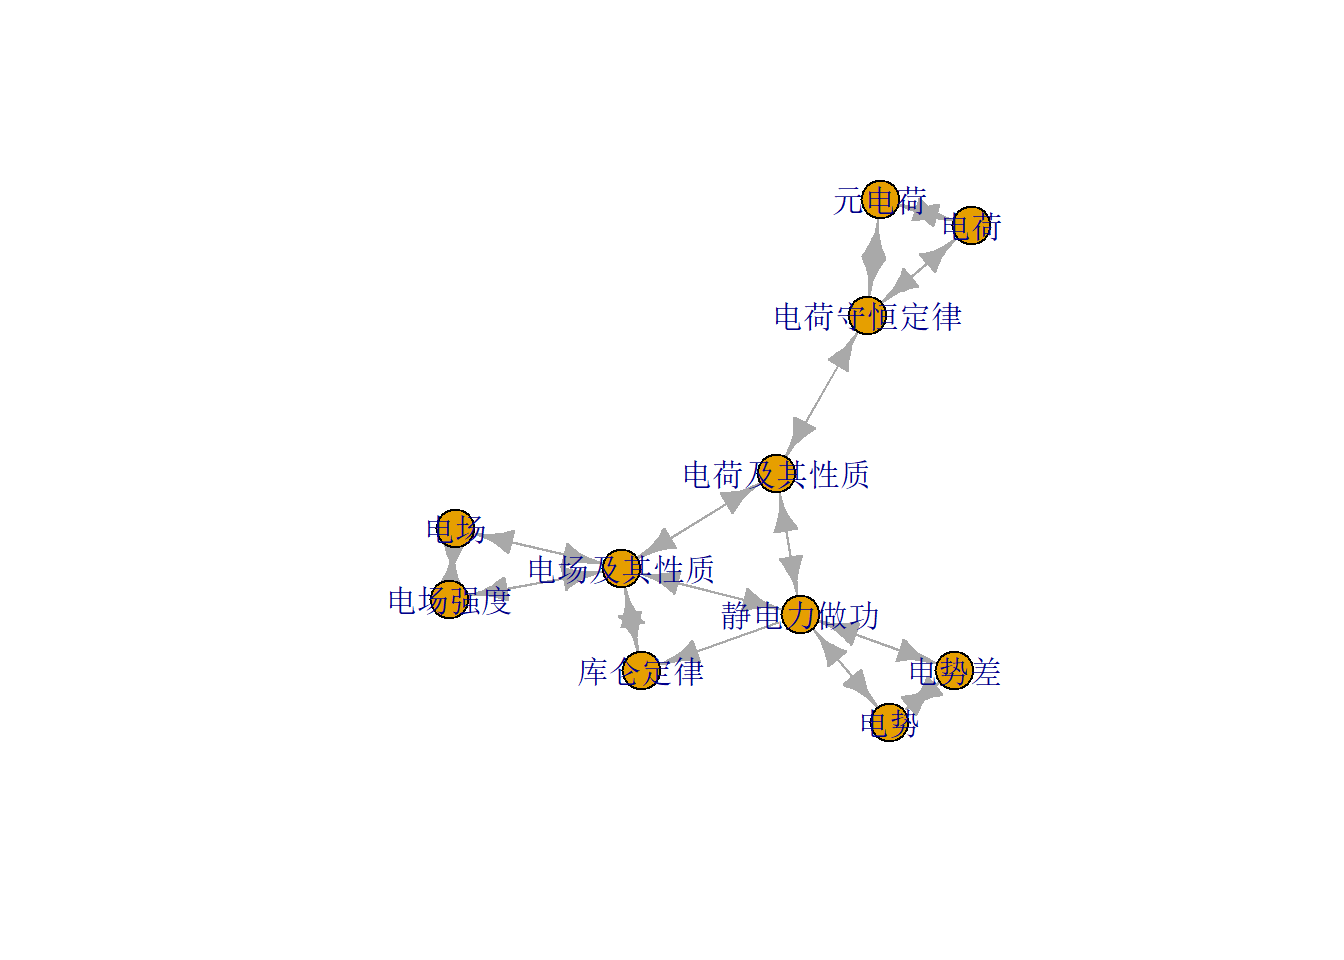 元电荷
电荷
电荷守恒定律
电荷及其性质
电场
电场及其性质
电场强度
静电力做功
库仑定律
电势差
电势